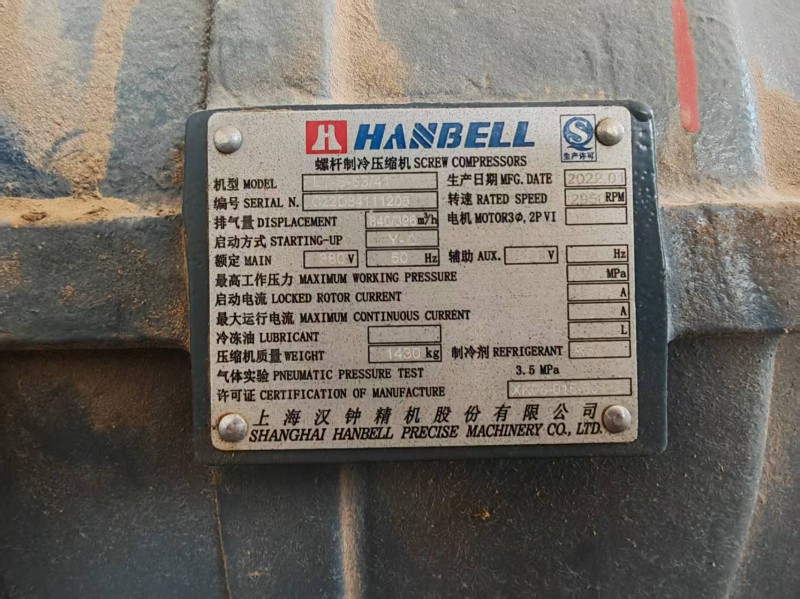 HANBELL
生产许可
螺杆制冷压缩机 SCREW COMPRESSORS
机型 MODEL 生产日期 MFG. DATE 2022.01
编号 SERIAL N. 转速 RATED SPEED 2950 RPM
排气量 DISPLACEMENT m³/h 电机 MOTOR3Φ, 2P VI
启动方式 STARTING-UP
额定 MAIN 380 V 50 Hz 辅助 AUX. V Hz
最高工作压力 MAXIMUM WORKING PRESSURE MPa
启动电流 LOCKED ROTOR CURRENT A
最大运行电流 MAXIMUM CONTINUOUS CURRENT A
冷冻油 LUBRICANT L
压缩机质量 WEIGHT 1430 kg 制冷剂 REFRIGERANT
气体实验 PNEUMATIC PRESSURE TEST 3.5 MPa
许可证 CERTIFICATION OF MANUFACTURE
上海汉钟精机股份有限公司
SHANGHAI HANBELL PRECISE MACHINERY CO., LTD.